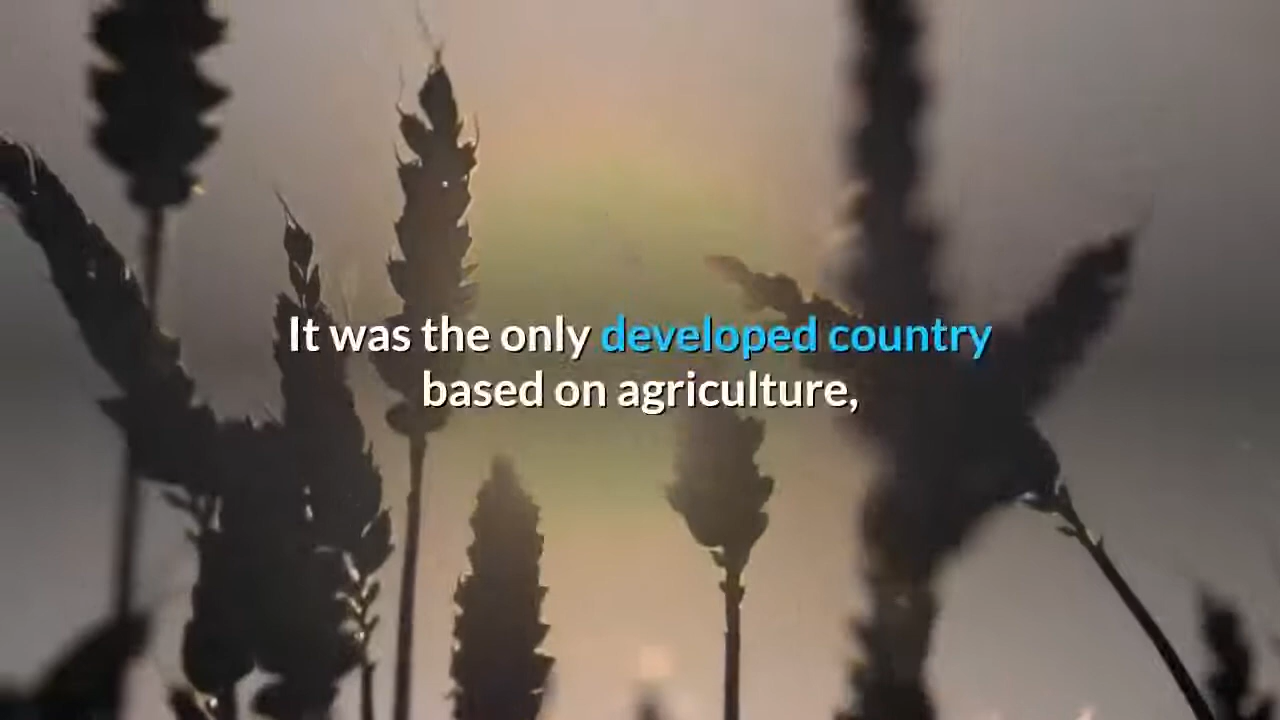 It was the only developed country
based on agriculture,